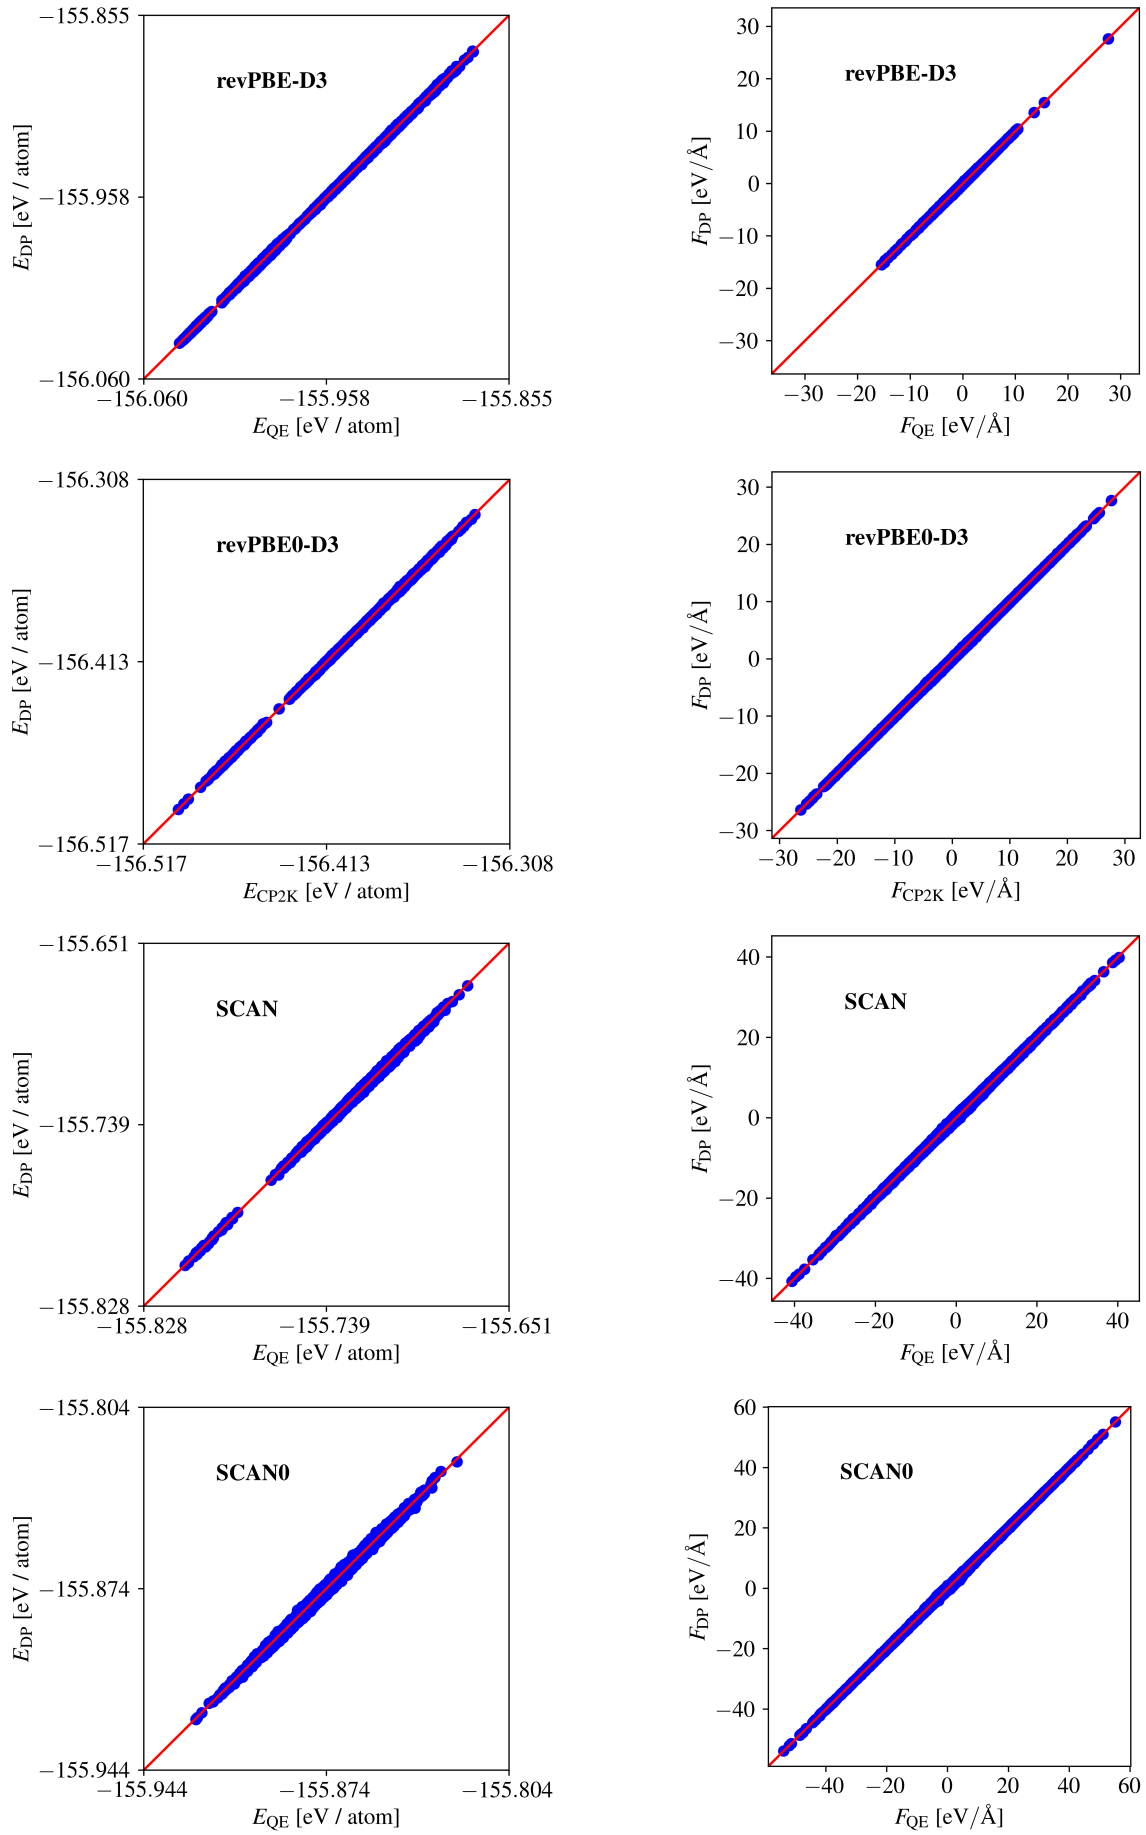 −155.855
−155.958
−156.060
E_DP [eV / atom]
revPBE-D3
−156.060 −155.958 −155.855
E_QE [eV / atom]
30
20
10
0
−10
−20
−30
F_DP [eV/Å]
revPBE-D3
−30 −20 −10 0 10 20 30
F_QE [eV/Å]
−156.308
−156.413
−156.517
E_DP [eV / atom]
revPBE0-D3
−156.517 −156.413 −156.308
E_CP2K [eV / atom]
30
20
10
0
−10
−20
−30
F_DP [eV/Å]
revPBE0-D3
−30 −20 −10 0 10 20 30
F_CP2K [eV/Å]
−155.651
−155.739
−155.828
E_DP [eV / atom]
SCAN
−155.828 −155.739 −155.651
E_QE [eV / atom]
40
20
0
−20
−40
F_DP [eV/Å]
SCAN
−40 −20 0 20 40
F_QE [eV/Å]
−155.804
−155.874
−155.944
E_DP [eV / atom]
SCAN0
−155.944 −155.874 −155.804
E_QE [eV / atom]
60
40
20
0
−20
−40
F_DP [eV/Å]
SCAN0
−40 −20 0 20 40 60
F_QE [eV/Å]